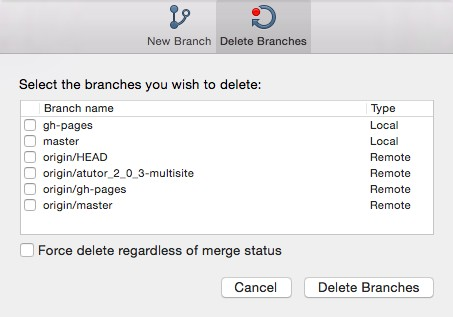 New Branch Delete Branches
Select the branches you wish to delete:
Branch name Type
gh-pages Local
master Local
origin/HEAD Remote
origin/atutor_2_0_3-multisite Remote
origin/gh-pages Remote
origin/master Remote
Force delete regardless of merge status
Cancel Delete Branches